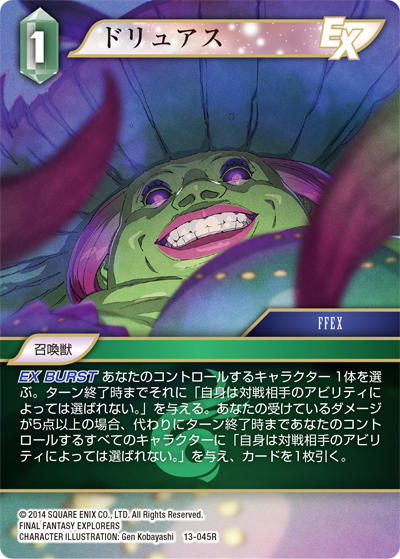 1
ドリュアス
EX
FFEX
召喚獣
EX BURST あなたのコントロールするキャラクター 1体を選
ぶ。ターン終了時までそれに「自身は対戦相手のアビリティに
よっては選ばれない。」を与える。あなたの受けているダメージ
が5点以上の場合、代わりにターン終了時まであなたのコント
ロールするすべてのキャラクターに「自身は対戦相手のアビリ
ティによっては選ばれない。」を与え、カードを1枚引く。
© 2014 SQUARE ENIX CO., LTD. All Rights Reserved.
FINAL FANTASY EXPLORERS
CHARACTER ILLUSTRATION: Gen Kobayashi 13-045R